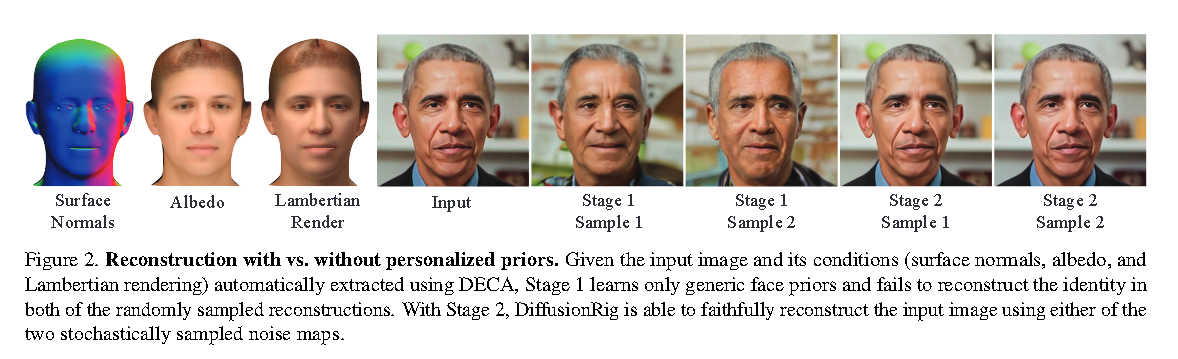 Surface Normals
Albedo
Lambertian Render
Input
Stage 1 Sample 1
Stage 1 Sample 2
Stage 2 Sample 1
Stage 2 Sample 2
Figure 2. Reconstruction with vs. without personalized priors. Given the input image and its conditions (surface normals, albedo, and
Lambertian rendering) automatically extracted using DECA, Stage 1 learns only generic face priors and fails to reconstruct the identity in
both of the randomly sampled reconstructions. With Stage 2, DiffusionRig is able to faithfully reconstruct the input image using either of the
two stochastically sampled noise maps.